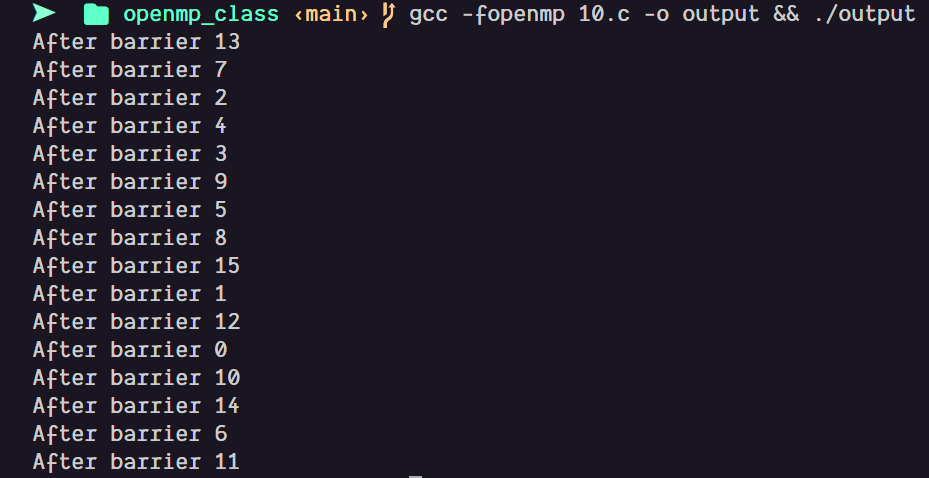 openmp_class ‹main› gcc -fopenmp 10.c -o output && ./output
After barrier 13
After barrier 7
After barrier 2
After barrier 4
After barrier 3
After barrier 9
After barrier 5
After barrier 8
After barrier 15
After barrier 1
After barrier 12
After barrier 0
After barrier 10
After barrier 14
After barrier 6
After barrier 11